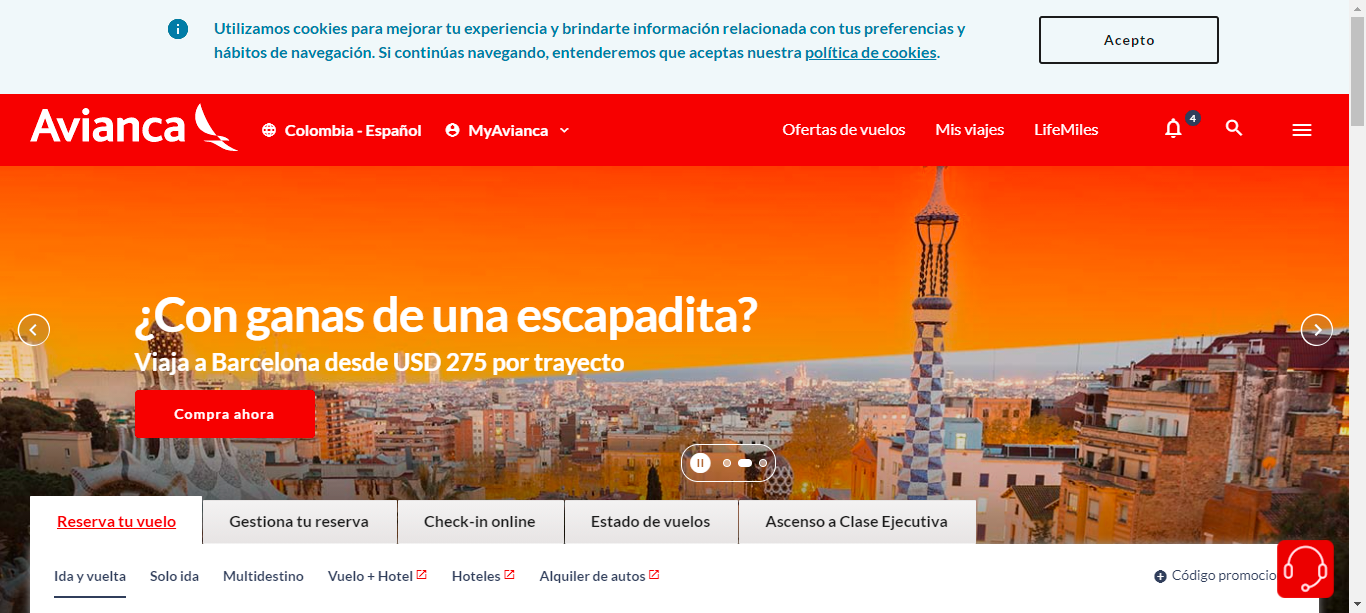 Utilizamos cookies para mejorar tu experiencia y brindarte información relacionada con tus preferencias y
hábitos de navegación. Si continúas navegando, entenderemos que aceptas nuestra política de cookies.
Acepto
Avianca
Colombia - Español
MyAvianca
Ofertas de vuelos
Mis viajes
LifeMiles
4
¿Con ganas de una escapadita?
Viaja a Barcelona desde USD 275 por trayecto
Compra ahora
Reserva tu vuelo
Gestiona tu reserva
Check-in online
Estado de vuelos
Ascenso a Clase Ejecutiva
Ida y vuelta
Solo ida
Multidestino
Vuelo + Hotel
Hoteles
Alquiler de autos
Código promocio